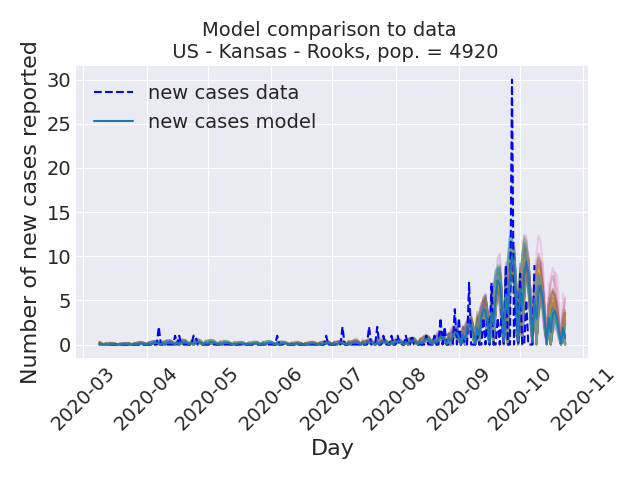 Model comparison to data
US - Kansas - Rooks, pop. = 4920
Number of new cases reported
30
25
20
15
10
5
0
new cases data
new cases model
2020-03
2020-04
2020-05
2020-06
2020-07
2020-08
2020-09
2020-10
2020-11
Day